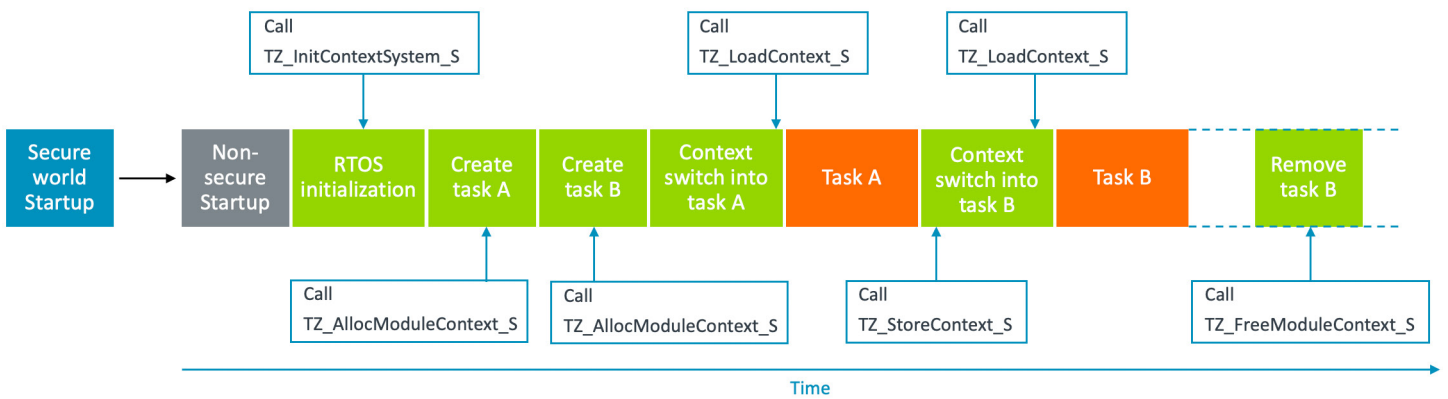 Call
TZ_InitContextSystem_S
Call
TZ_LoadContext_S
Call
TZ_LoadContext_S
Secure
world
Startup
Non-
secure
Startup
RTOS
initialization
Create
task A
Create
task B
Context
switch into
task A
Task A
Context
switch into
task B
Task B
Remove
task B
Call
TZ_AllocModuleContext_S
Call
TZ_AllocModuleContext_S
Call
TZ_StoreContext_S
Call
TZ_FreeModuleContext_S
Time